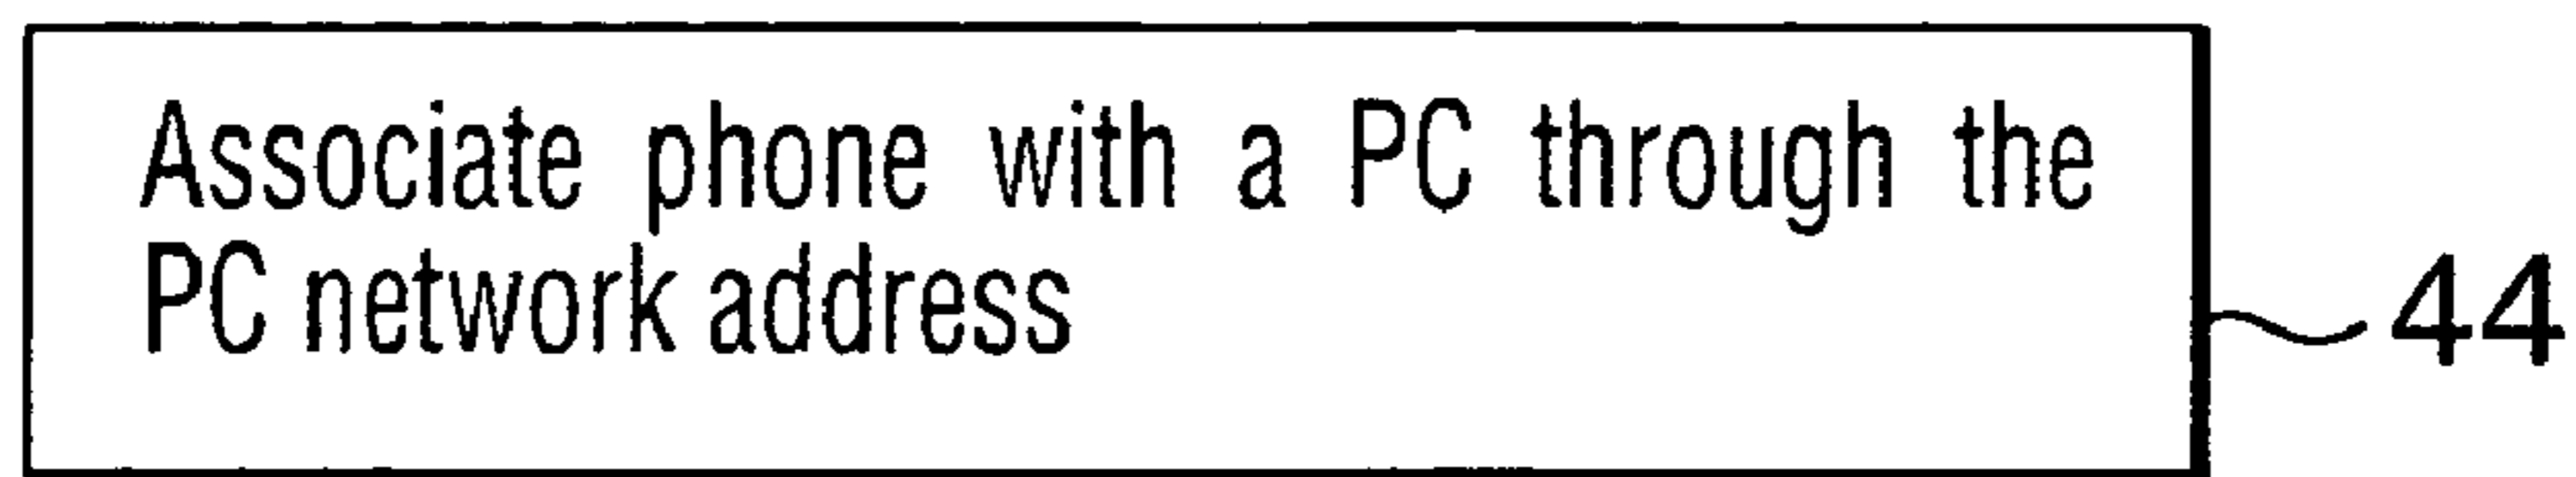 Associate phone with a PC through the
PC network address
44